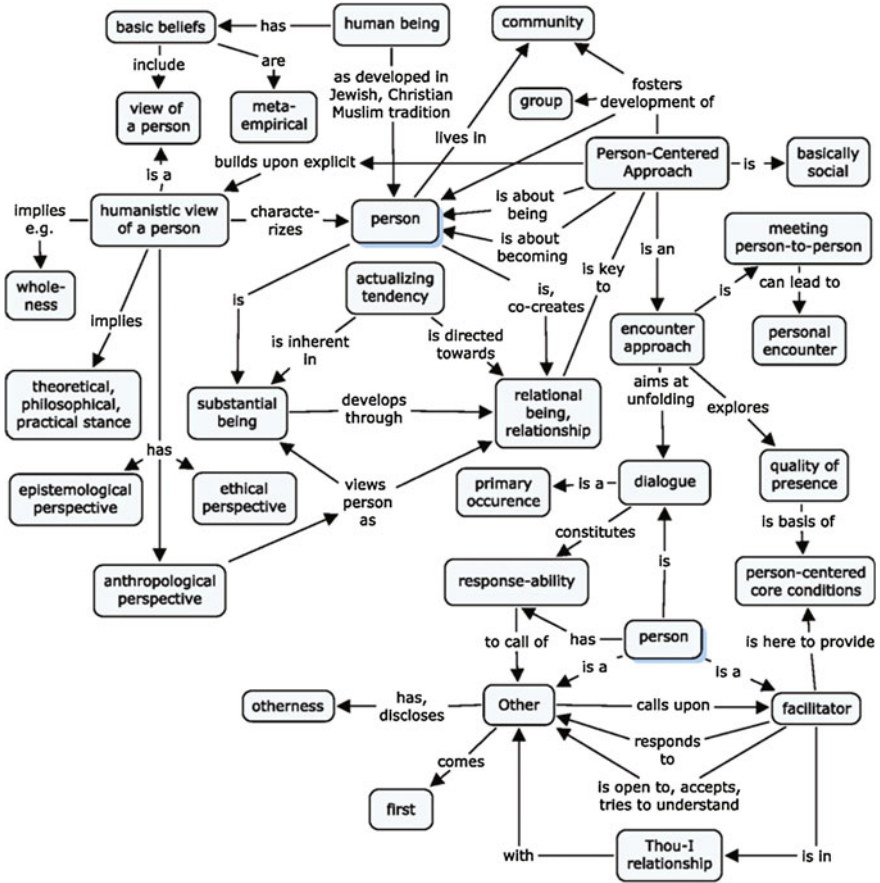 basic beliefs
has
human being
community
include
are
as developed in
Jewish, Christian
Muslim tradition
fosters
development of
view of
a person
meta-
empirical
group
lives in
is a
builds upon explicit
Person-Centered
Approach
is
basically
social
implies
e.g.
humanistic view
of a person
characte-
rizes
person
is about
being
is about
becoming
meeting
person-to-person
whole-
ness
is
actualizing
tendency
is,
co-creates
is key
to
is an
is
can lead to
implies
is inherent
in
is directed
towards
encounter
approach
personal
encounter
theoretical,
philosophical,
practical stance
substantial
being
develops
through
relational
being,
relationship
aims at
unfolding
explores
has
epistemological
perspective
ethical
perspective
views
person
as
primary
occurence
is a
dialogue
quality of
presence
constitutes
is basis of
anthropological
perspective
response-ability
is
person-centered
core conditions
to call of
has
person
is here to provide
is a
is a
otherness
has,
discloses
Other
calls upon
facilitator
responds
to
comes
is open to, accepts,
tries to understand
first
with
Thou-I
relationship
is in